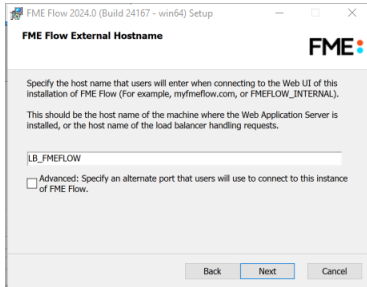 FME Flow 2024.0 (Build 24167 - win64) Setup
FME Flow External Hostname
FME
Specify the host name that users will enter when connecting to the Web UI of this
installation of FME Flow (For example, myfmeflow.com, or FMEFLOW_INTERNAL).
This should be the host name of the machine where the Web Application Server is
installed, or the host name of the load balancer handling requests.
LB_FMEFLOW
Advanced: Specify an alternate port that users will use to connect to this instance
of FME Flow.
Back Next Cancel